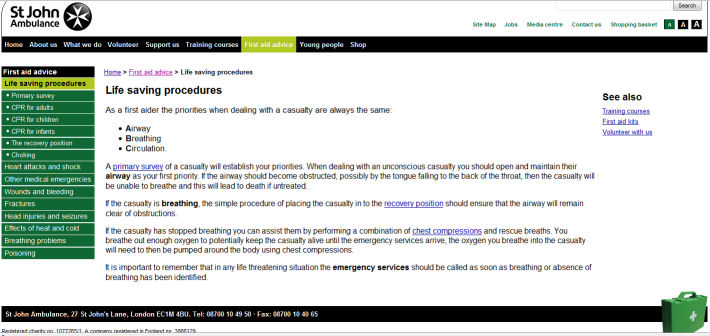 St John
Ambulance
Search
Site Map Jobs Media centre Contact us Shopping basket A A A
Home About us What we do Volunteer Support us Training courses First aid advice Young people Shop
First aid advice
Life saving procedures
• Primary survey
• CPR for adults
• CPR for children
• CPR for infants
• The recovery position
• Choking
Heart attacks and shock
Other medical emergencies
Wounds and bleeding
Fractures
Head injuries and seizures
Effects of heat and cold
Breathing problems
Poisoning
Home > First aid advice > Life saving procedures
Life saving procedures
As a first aider the priorities when dealing with a casualty are always the same:
• Airway
• Breathing
• Circulation.
A primary survey of a casualty will establish your priorities. When dealing with an unconscious casualty you should open and maintain their
airway as your first priority. If the airway should become obstructed, possibly by the tongue falling to the back of the throat, then the casualty will
be unable to breathe and this will lead to death if untreated.
If the casualty is breathing, the simple procedure of placing the casualty in to the recovery position should ensure that the airway will remain
clear of obstructions.
If the casualty has stopped breathing you can assist them by performing a combination of chest compressions and rescue breaths. You
breathe out enough oxygen to potentially keep the casualty alive until the emergency services arrive, the oxygen you breathe into the casualty
will need to then be pumped around the body using chest compressions.
It is important to remember that in any life threatening situation the emergency services should be called as soon as breathing or absence of
breathing has been identified.
See also
Training courses
First aid kits
Volunteer with us
St John Ambulance, 27 St John's Lane, London EC1M 4BU. Tel: 08700 10 49 50 · Fax: 08700 10 40 65
Registered charity no. 1077265/1. A company registered in England no. 3866129